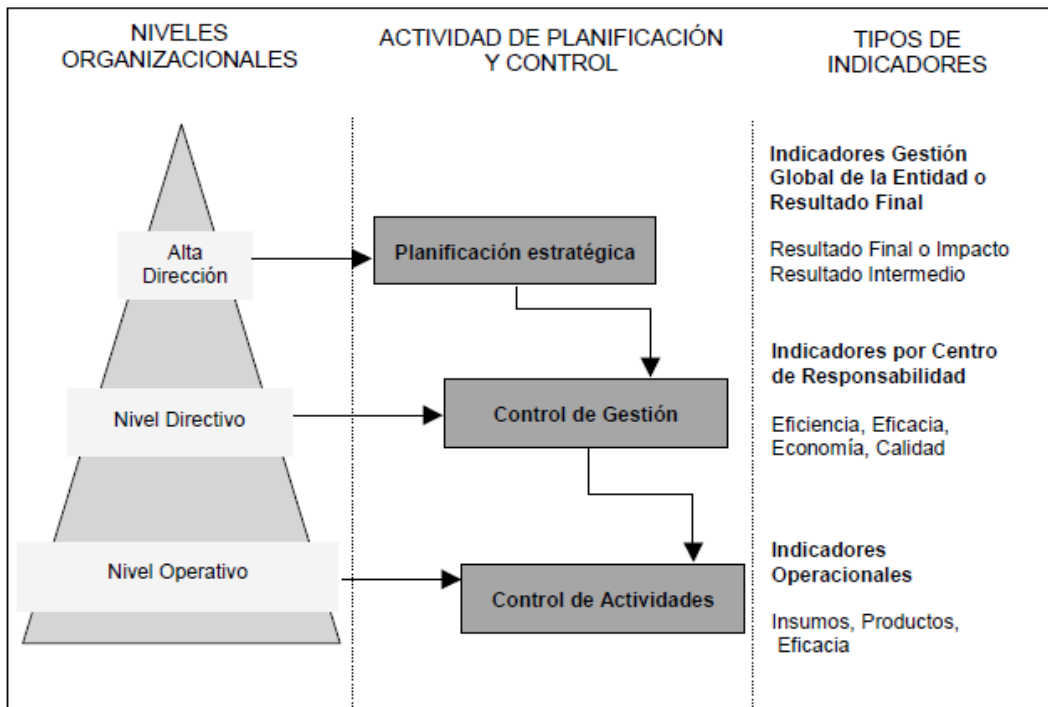 NIVELES
ORGANIZACIONALES
ACTIVIDAD DE PLANIFICACIÓN
Y CONTROL
TIPOS DE
INDICADORES
Alta
Dirección
Planificación estratégica
Indicadores Gestión
Global de la Entidad o
Resultado Final
Resultado Final o Impacto
Resultado Intermedio
Nivel Directivo
Control de Gestión
Indicadores por Centro
de Responsabilidad
Eficiencia, Eficacia,
Economía, Calidad
Nivel Operativo
Control de Actividades
Indicadores
Operacionales
Insumos, Productos,
Eficacia